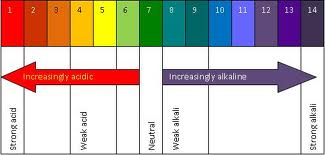 1 2 3 4 5 6 7 8 9 10 11 12 13 14
Increasingly acidic Increasingly alkaline
Strong acid
Weak acid
Neutral
Weak alkali
Strong alkali